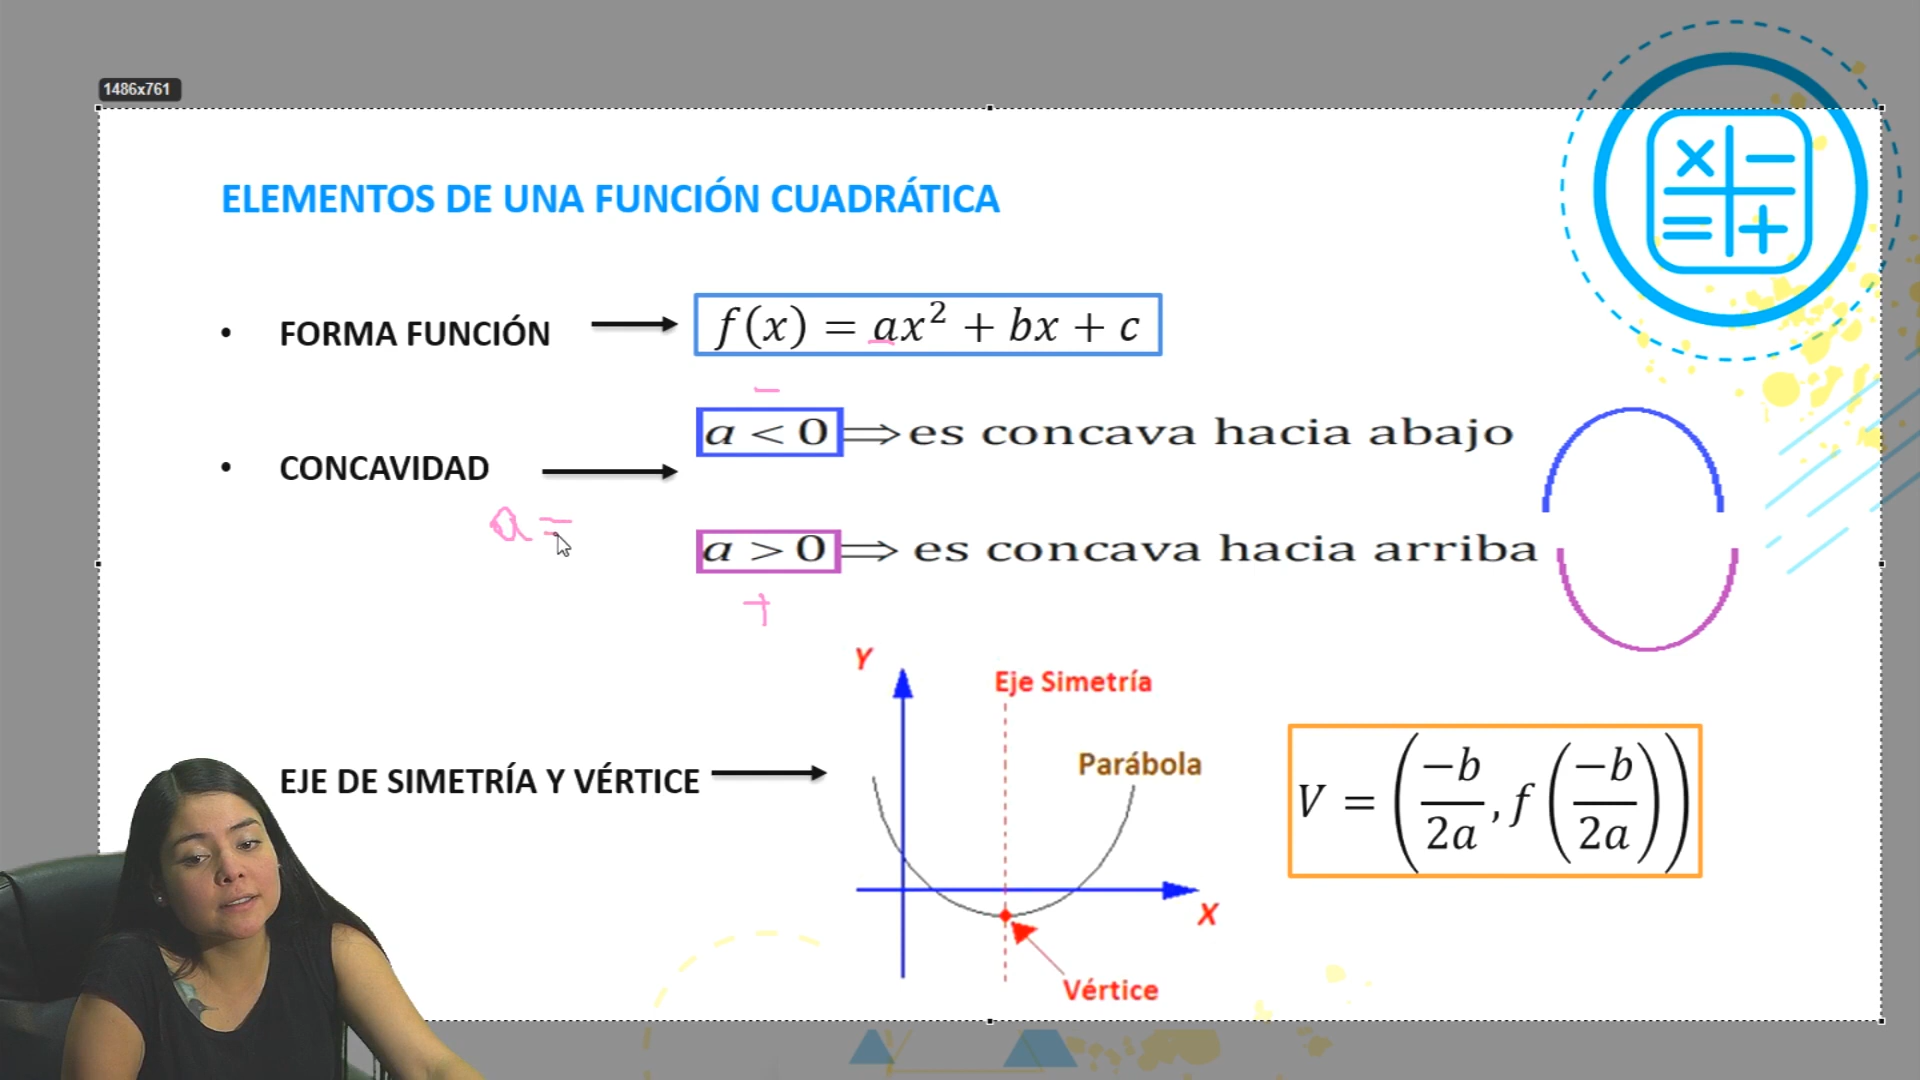 1486x761
ELEMENTOS DE UNA FUNCIÓN CUADRÁTICA
• FORMA FUNCIÓN
f(x) = ax² + bx + c
−
a < 0 ⟹ es concava hacia abajo
• CONCAVIDAD
a =
a > 0 ⟹ es concava hacia arriba
+
Y
Eje Simetría
Parábola
EJE DE SIMETRÍA Y VÉRTICE
V = (−b/2a, f(−b/2a))
X
Vértice